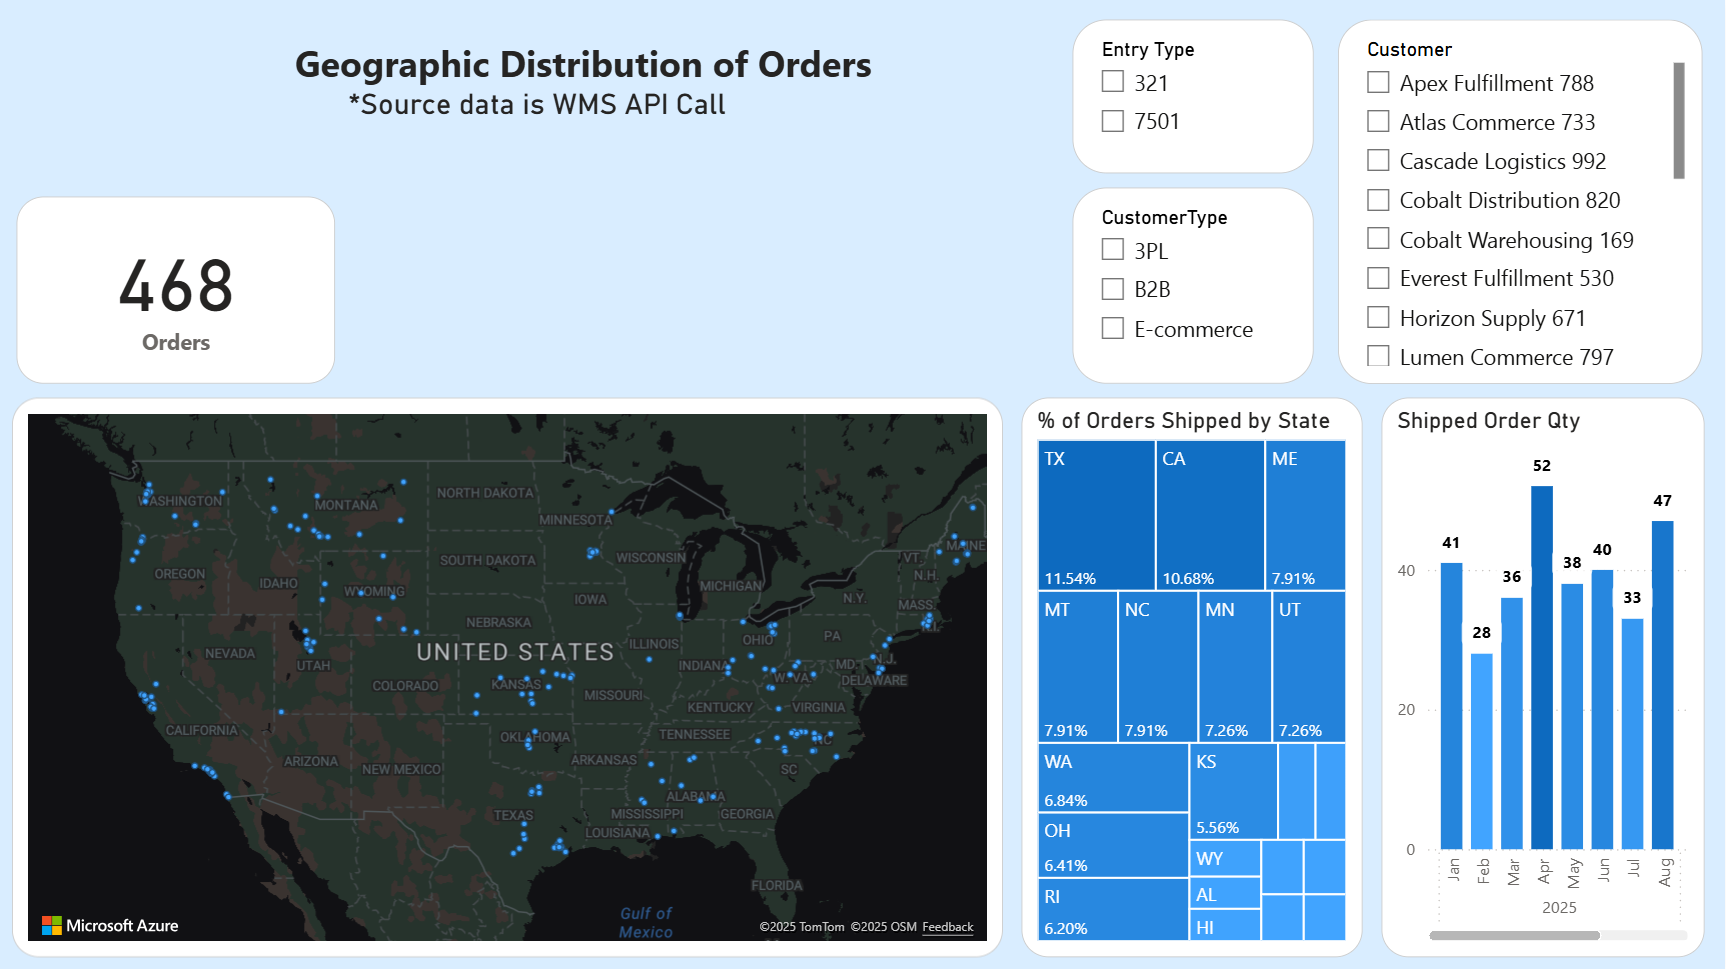 Geographic Distribution of Orders
*Source data is WMS API Call
Entry Type
321
7501
CustomerType
3PL
B2B
E-commerce
Customer
Apex Fulfillment 788
Atlas Commerce 733
Cascade Logistics 992
Cobalt Distribution 820
Cobalt Warehousing 169
Everest Fulfillment 530
Horizon Supply 671
Lumen Commerce 797
468
Orders
WASHINGTON
MONTANA
NORTH DAKOTA
MINNESOTA
OREGON
IDAHO
WYOMING
SOUTH DAKOTA
WISCONSIN
MICHIGAN
VT.
N.H.
MAINE
N.Y.
MASS.
R.I.
NEVADA
UTAH
NEBRASKA
IOWA
UNITED STATES
ILLINOIS
INDIANA
OHIO
PA
N.J.
MD.
DELAWARE
W.VA.
VIRGINIA
CALIFORNIA
COLORADO
KANSAS
MISSOURI
KENTUCKY
ARIZONA
NEW MEXICO
OKLAHOMA
ARKANSAS
TENNESSEE
NC
SC
TEXAS
LOUISIANA
MISSISSIPPI
ALABAMA
GEORGIA
FLORIDA
Gulf of
Mexico
Microsoft Azure
©2025 TomTom ©2025 OSM Feedback
% of Orders Shipped by State
TX
11.54%
CA
10.68%
ME
7.91%
MT
7.91%
NC
7.91%
MN
7.26%
UT
7.26%
WA
6.84%
OH
6.41%
RI
6.20%
KS
5.56%
WY
AL
HI
Shipped Order Qty
40
20
0
41
28
36
52
38
40
33
47
Jan
Feb
Mar
Apr
May
Jun
Jul
Aug
2025